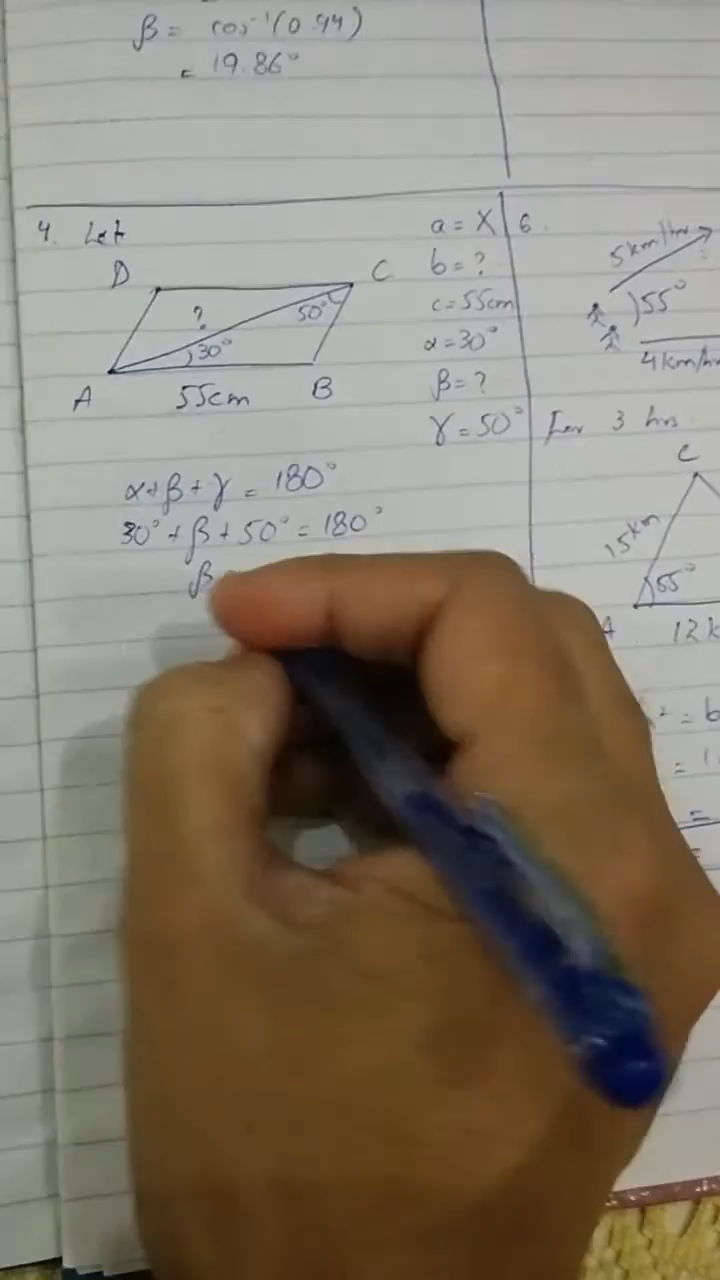 β = cos⁻¹(0.94)
= 19.86°
4. Let
D
C
?
50°
30°
A
55cm
B
a = X
b = ?
c = 55cm
α = 30°
β = ?
γ = 50°
α + β + γ = 180°
30° + β + 50° = 180°
β
6.
5km/hr
55°
4km/hr
For 3 hrs
C
15km
55°
A
12k
² = b
=
=